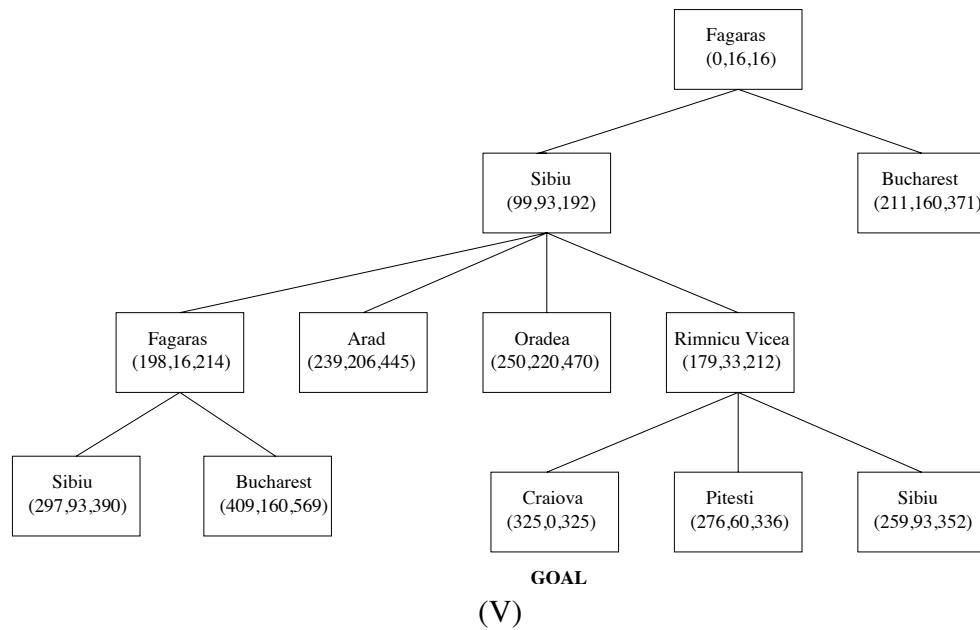 Fagaras
(0,16,16)
Sibiu
(99,93,192)
Bucharest
(211,160,371)
Fagaras
(198,16,214)
Arad
(239,206,445)
Oradea
(250,220,470)
Rimnicu Vicea
(179,33,212)
Sibiu
(297,93,390)
Bucharest
(409,160,569)
Craiova
(325,0,325)
Pitesti
(276,60,336)
Sibiu
(259,93,352)
GOAL
(V)